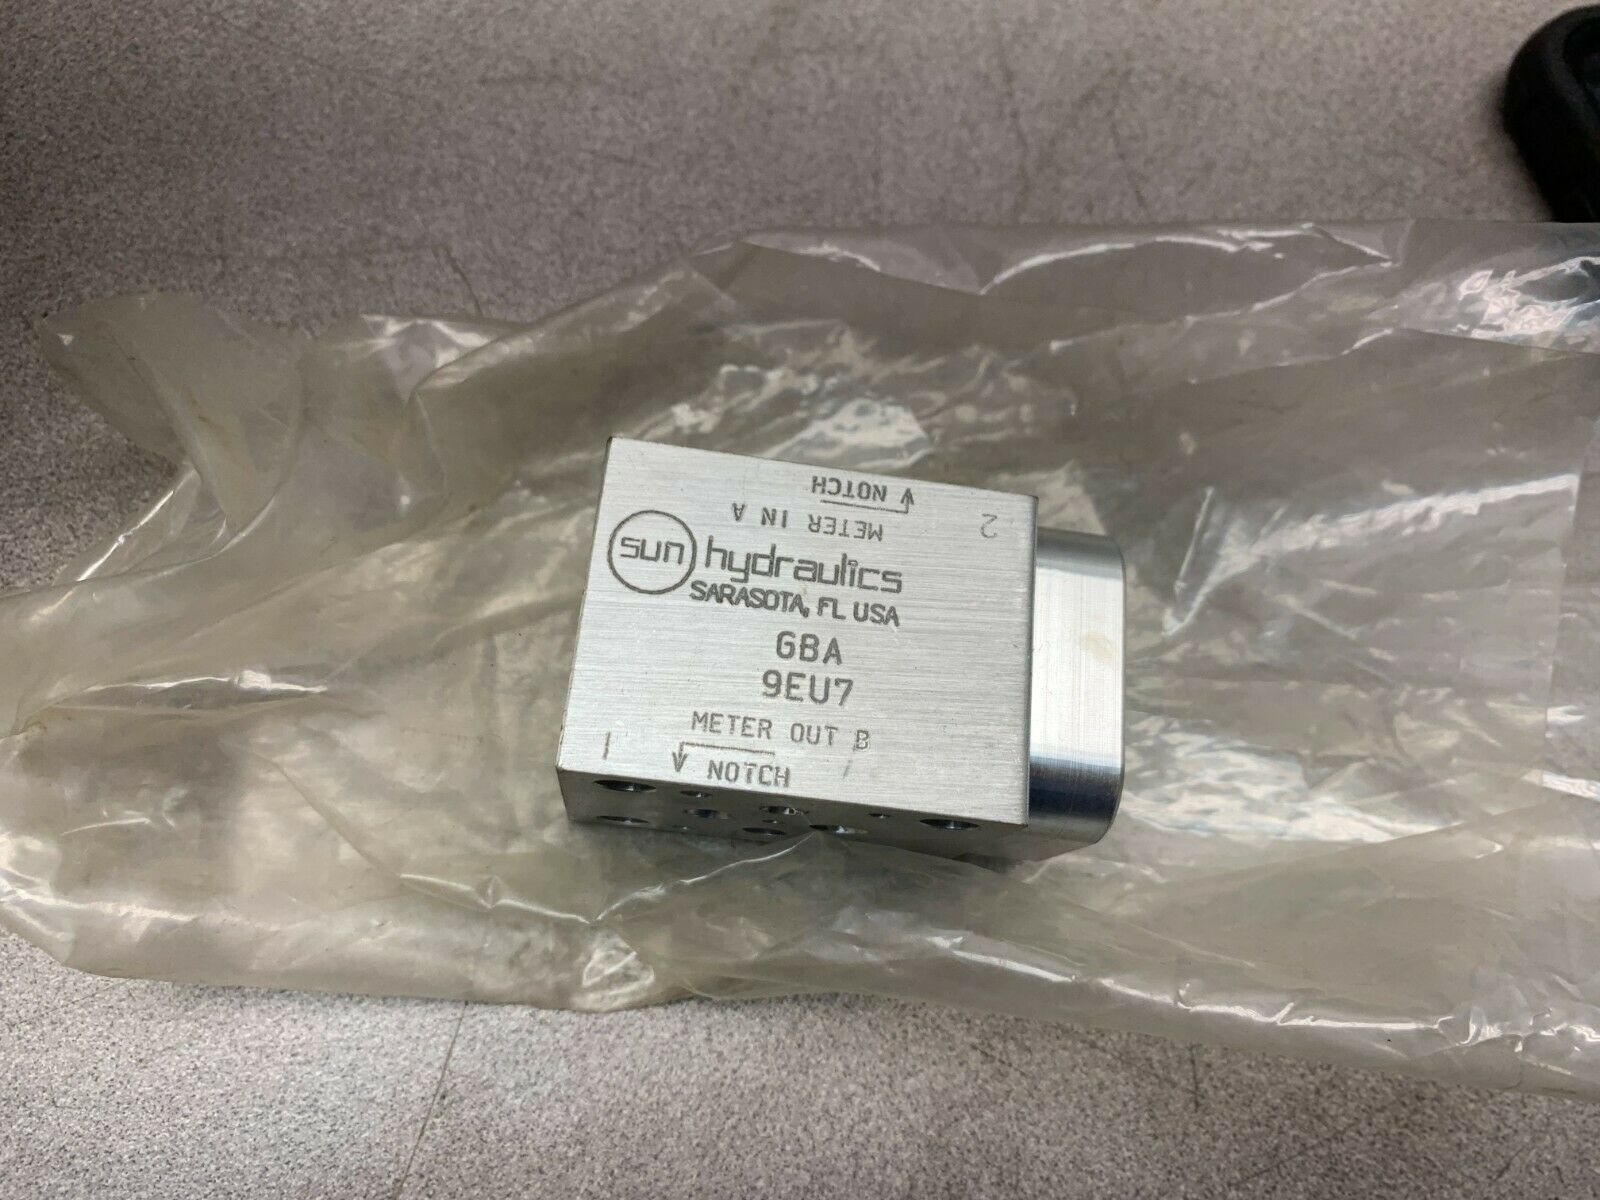 NOTCH
METER IN A
2
sun hydraulics
SARASOTA, FL USA
GBA
9EU7
METER OUT B
1
NOTCH